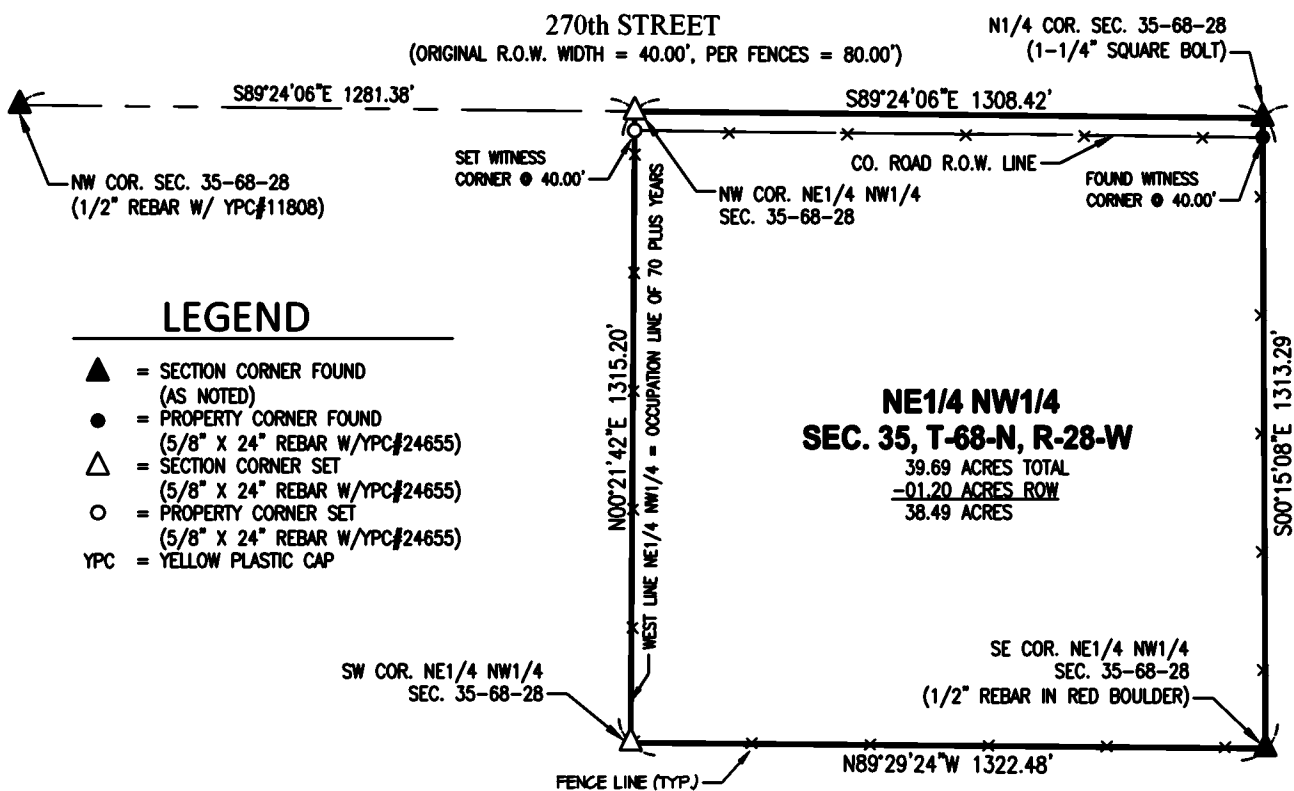 270th STREET
(ORIGINAL R.O.W. WIDTH = 40.00', PER FENCES = 80.00')
N1/4 COR. SEC. 35-68-28
(1-1/4" SQUARE BOLT)
S89°24'06"E 1281.38'
S89°24'06"E 1308.42'
NW COR. SEC. 35-68-28
(1/2" REBAR W/ YPC#11808)
SET WITNESS
CORNER @ 40.00'
CO. ROAD R.O.W. LINE
FOUND WITNESS
CORNER @ 40.00'
NW COR. NE1/4 NW1/4
SEC. 35-68-28
LEGEND
= SECTION CORNER FOUND
(AS NOTED)
= PROPERTY CORNER FOUND
(5/8" X 24" REBAR W/YPC#24655)
= SECTION CORNER SET
(5/8" X 24" REBAR W/YPC#24655)
= PROPERTY CORNER SET
(5/8" X 24" REBAR W/YPC#24655)
YPC = YELLOW PLASTIC CAP
N00°21'42"E 1315.20'
WEST LINE NE1/4 NW1/4 = OCCUPATION LINE OF 70 PLUS YEARS
NE1/4 NW1/4
SEC. 35, T-68-N, R-28-W
39.69 ACRES TOTAL
-01.20 ACRES ROW
38.49 ACRES
S00°15'08"E 1313.29'
SW COR. NE1/4 NW1/4
SEC. 35-68-28
SE COR. NE1/4 NW1/4
SEC. 35-68-28
(1/2" REBAR IN RED BOULDER)
N89°29'24"W 1322.48'
FENCE LINE (TYP.)